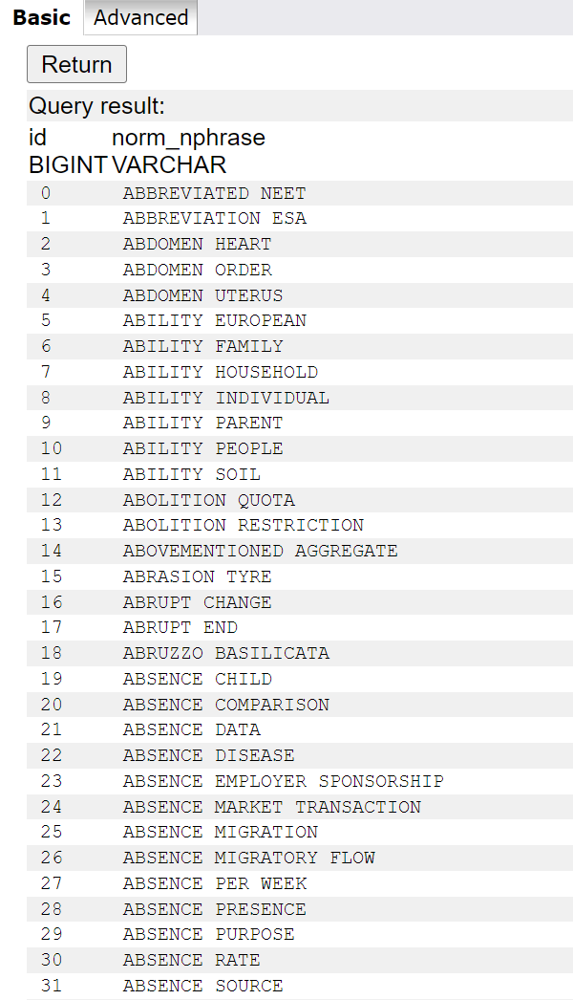 Basic Advanced
Return
Query result:
id norm_nphrase
BIGINT VARCHAR
0 ABBREVIATED NEET
1 ABBREVIATION ESA
2 ABDOMEN HEART
3 ABDOMEN ORDER
4 ABDOMEN UTERUS
5 ABILITY EUROPEAN
6 ABILITY FAMILY
7 ABILITY HOUSEHOLD
8 ABILITY INDIVIDUAL
9 ABILITY PARENT
10 ABILITY PEOPLE
11 ABILITY SOIL
12 ABOLITION QUOTA
13 ABOLITION RESTRICTION
14 ABOVEMENTIONED AGGREGATE
15 ABRASION TYRE
16 ABRUPT CHANGE
17 ABRUPT END
18 ABRUZZO BASILICATA
19 ABSENCE CHILD
20 ABSENCE COMPARISON
21 ABSENCE DATA
22 ABSENCE DISEASE
23 ABSENCE EMPLOYER SPONSORSHIP
24 ABSENCE MARKET TRANSACTION
25 ABSENCE MIGRATION
26 ABSENCE MIGRATORY FLOW
27 ABSENCE PER WEEK
28 ABSENCE PRESENCE
29 ABSENCE PURPOSE
30 ABSENCE RATE
31 ABSENCE SOURCE